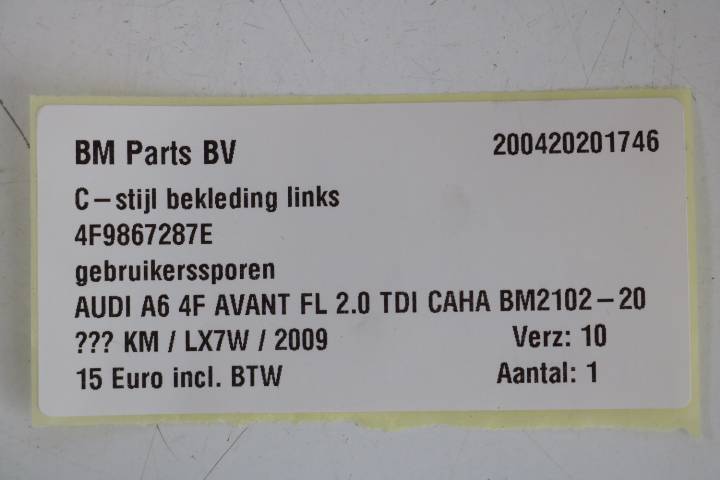 BM Parts BV 200420201746
C-stijl bekleding links
4F9867287E
gebruikerssporen
AUDI A6 4F AVANT FL 2.0 TDI CAHA BM2102-20
??? KM / LX7W / 2009 Verz: 10
15 Euro incl. BTW Aantal: 1